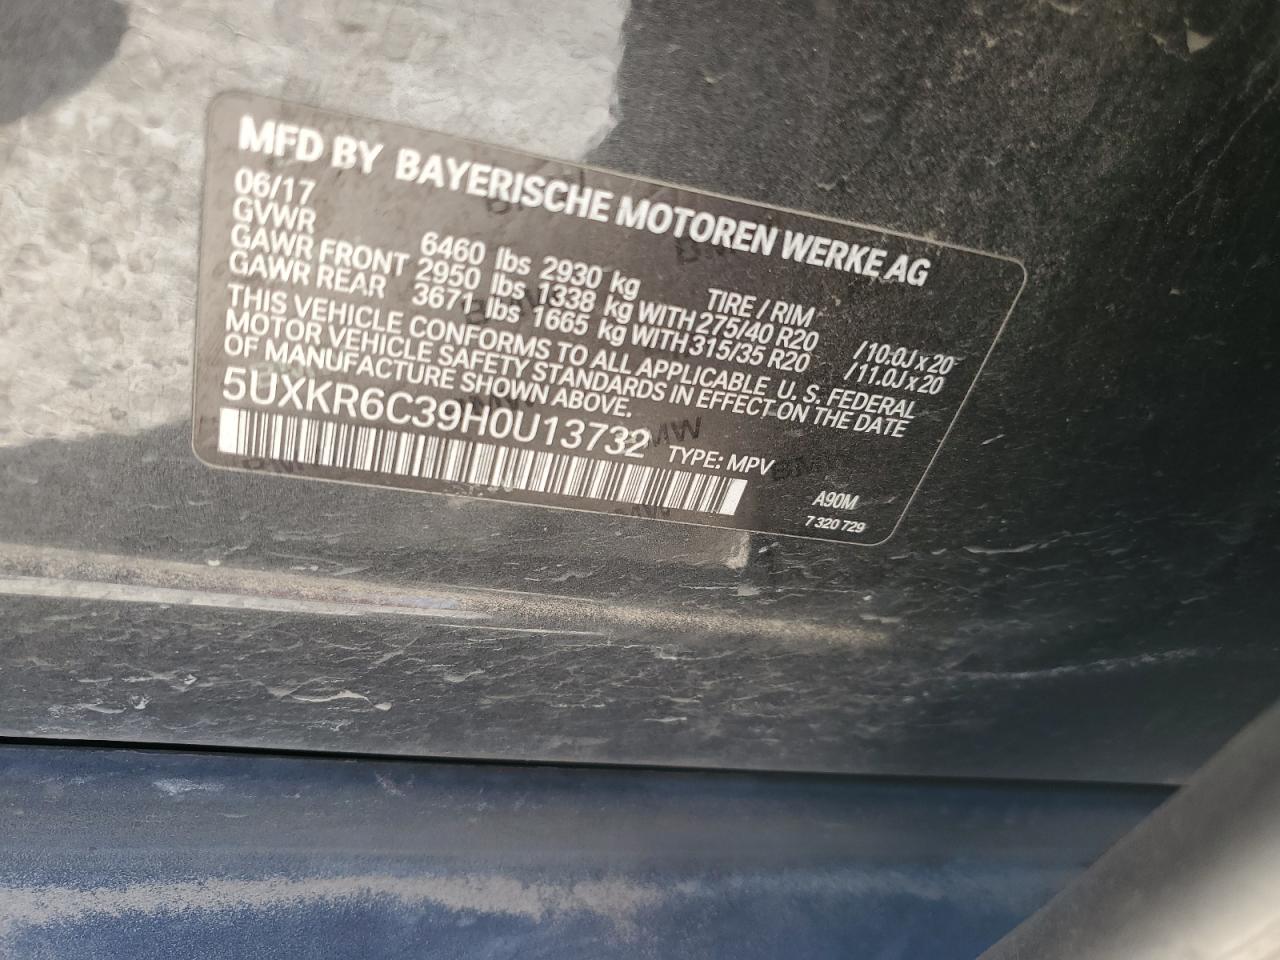 MFD BY BAYERISCHE MOTOREN WERKE AG
06/17
GVWR 6460 lbs 2930 kg TIRE / RIM
GAWR FRONT 2950 lbs 1338 kg WITH 275/40 R20 /10.0J x 20
GAWR REAR 3671 lbs 1665 kg WITH 315/35 R20 /11.0J x 20
THIS VEHICLE CONFORMS TO ALL APPLICABLE U. S. FEDERAL
MOTOR VEHICLE SAFETY STANDARDS IN EFFECT ON THE DATE
OF MANUFACTURE SHOWN ABOVE.
5UXKR6C39H0U13732
TYPE: MPV
A90M
7 320 729